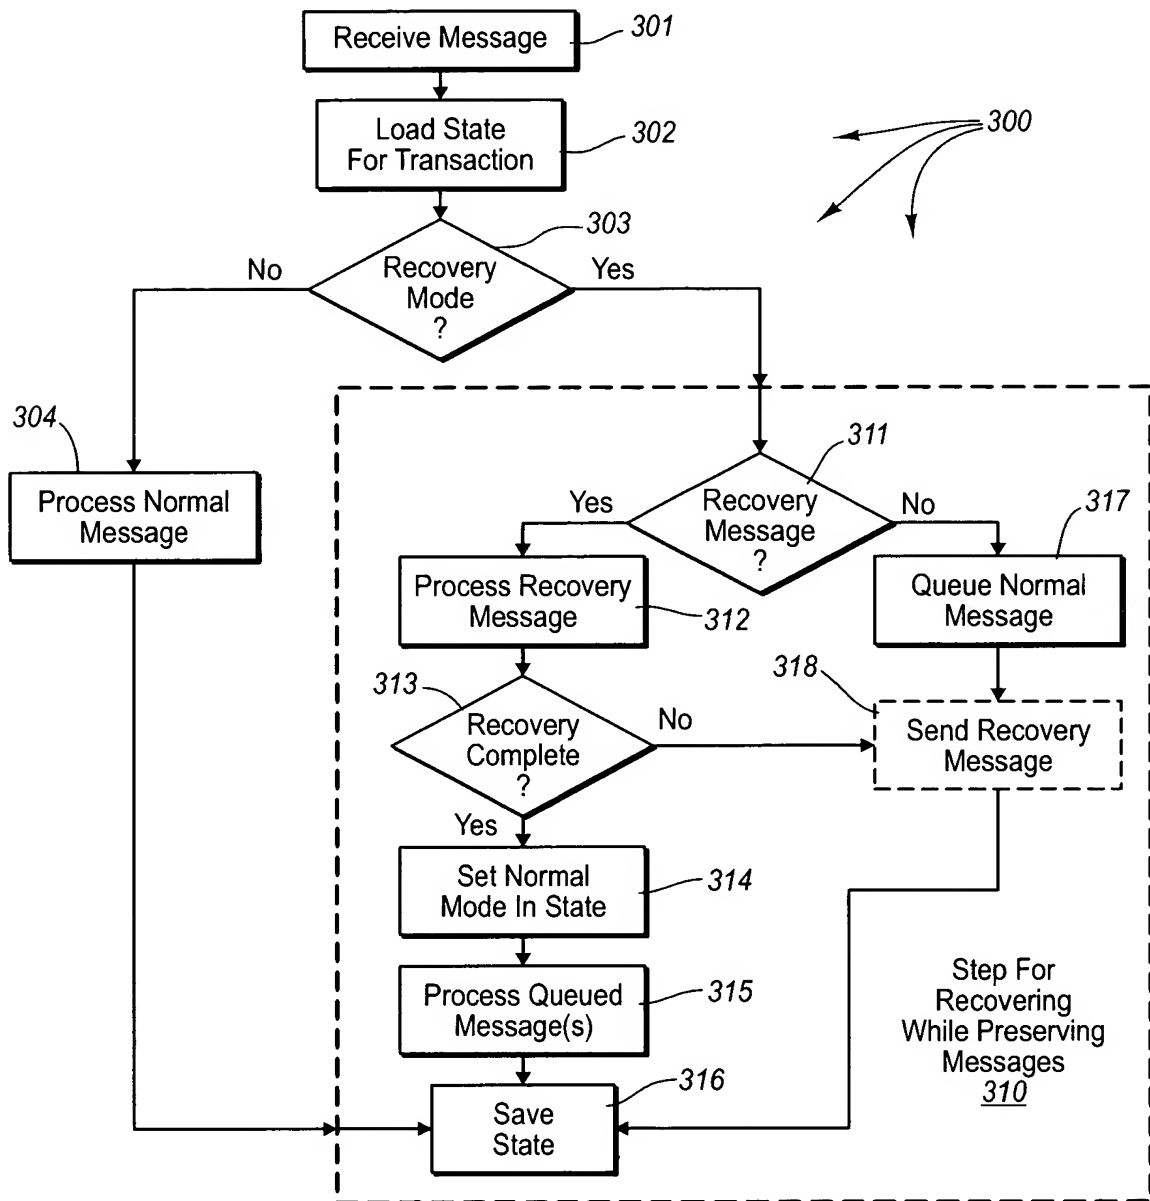 Receive Message
301
Load State
For Transaction
302
300
303
No
Recovery
Mode
?
Yes
304
Process Normal
Message
311
Yes
Recovery
Message
?
No
317
Process Recovery
Message
312
Queue Normal
Message
313
Recovery
Complete
?
No
318
Send Recovery
Message
Yes
Set Normal
Mode In State
314
Process Queued
Message(s)
315
Step For
Recovering
While Preserving
Messages
310
Save
State
316